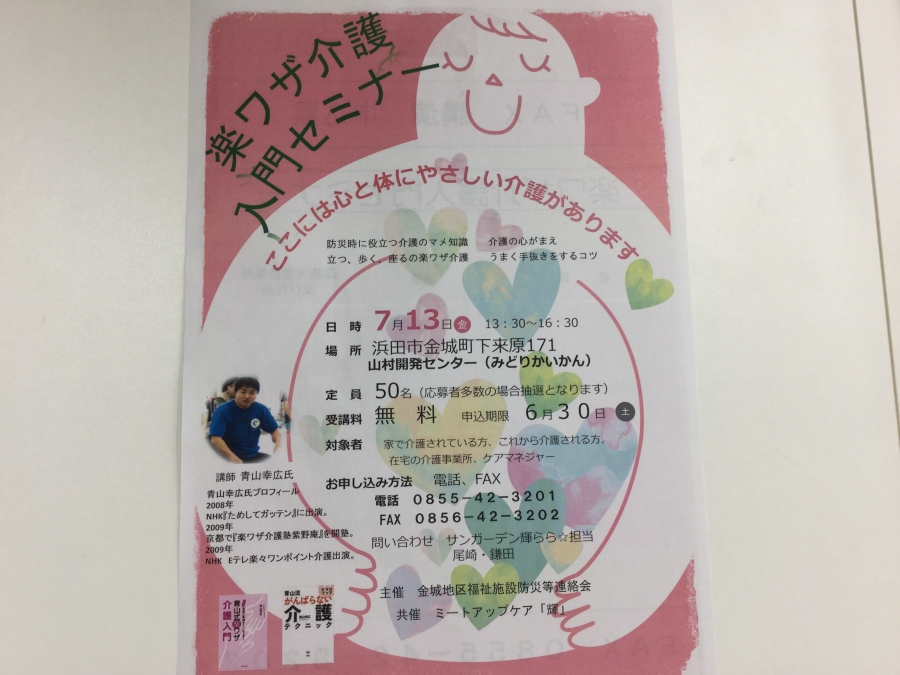 楽ワザ介護
入門セミナー
ここには心と体にやさしい介護があります
防災時に役立つ介護のマメ知識　介護の心がまえ
立つ、歩く、座るの楽ワザ介護　うまく手抜きをするコツ
日　時　7月13日㊎　13：30～16：30
場　所　浜田市金城町下来原171
山村開発センター（みどりかいかん）
定　員　50名（応募者多数の場合抽選となります）
受講料　無　料　申込期限　6月30日 土
対象者　家で介護されている方、これから介護される方、
在宅の介護事業所、ケアマネジャー
お申し込み方法　電話、FAX
電話　0855-42-3201
FAX　0856-42-3202
問い合わせ　サンガーデン輝らら☆担当
尾崎・鎌田
主催　金城地区福祉施設防災等連絡会
共催　ミートアップケア「輝」
講師　青山幸広氏
青山幸広氏プロフィール
2008年
NHK『ためしてガッテン』に出演。
2009年
京都で『楽ワザ介護塾紫野庵』を開塾。
2009年
NHK　Eテレ楽々ワンポイント介護出演。
介護入門
青山流
がんばらない
介護
テクニック